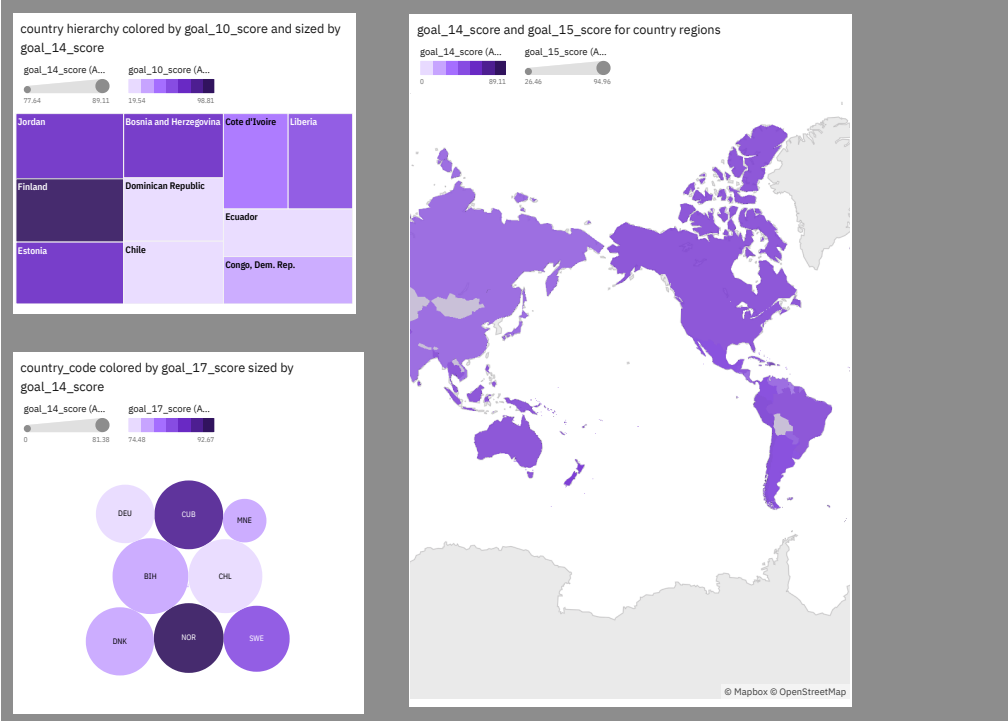 country hierarchy colored by goal_10_score and sized by
goal_14_score
goal_14_score (A...
goal_10_score (A...
77.64
89.11
19.54
98.81
Jordan
Bosnia and Herzegovina
Cote d'Ivoire
Liberia
Finland
Dominican Republic
Ecuador
Estonia
Chile
Congo, Dem. Rep.
country_code colored by goal_17_score sized by
goal_14_score
goal_14_score (A...
goal_17_score (A...
0
81.38
74.48
92.67
DEU
CUB
MNE
BIH
CHL
DNK
NOR
SWE
goal_14_score and goal_15_score for country regions
goal_14_score (A...
goal_15_score (A...
0
89.11
26.46
94.96
© Mapbox © OpenStreetMap